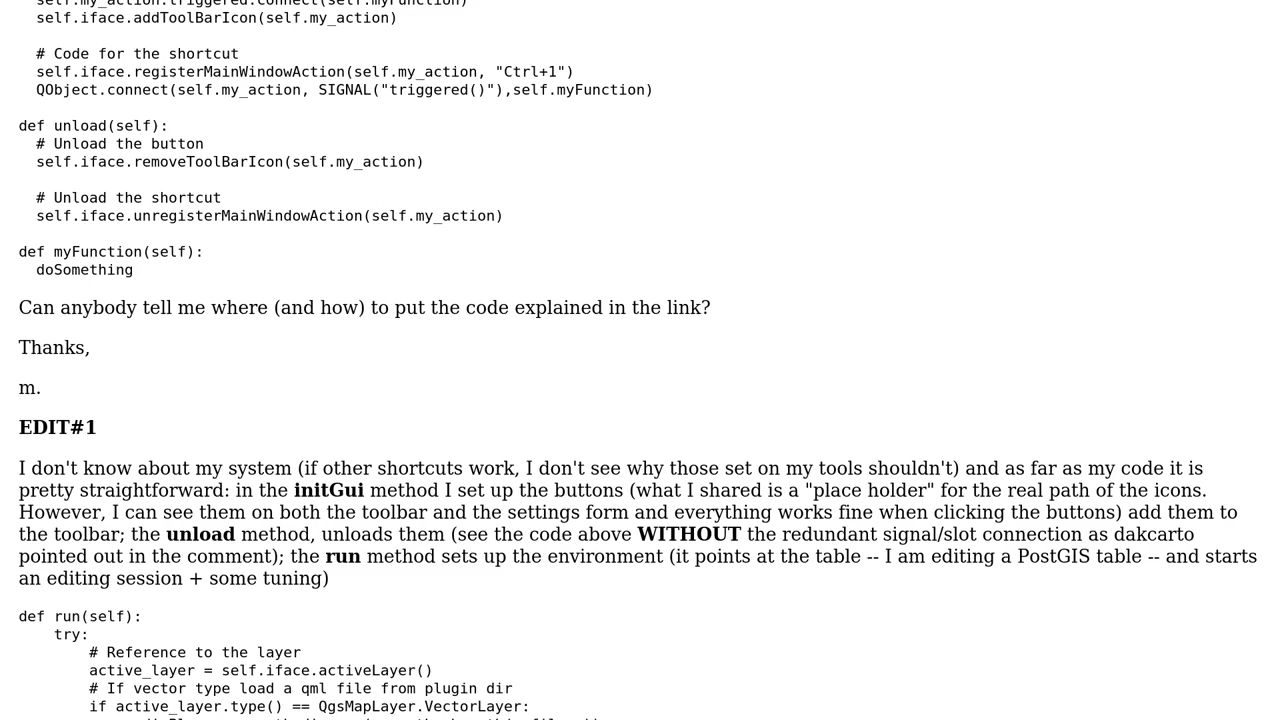 self.my_action.triggered.connect(self.myFunction)
self.iface.addToolBarIcon(self.my_action)
# Code for the shortcut
self.iface.registerMainWindowAction(self.my_action, "Ctrl+1")
QObject.connect(self.my_action, SIGNAL("triggered()"),self.myFunction)
def unload(self):
# Unload the button
self.iface.removeToolBarIcon(self.my_action)
# Unload the shortcut
self.iface.unregisterMainWindowAction(self.my_action)
def myFunction(self):
doSomething
Can anybody tell me where (and how) to put the code explained in the link?
Thanks,
m.
EDIT#1
I don't know about my system (if other shortcuts work, I don't see why those set on my tools shouldn't) and as far as my code it is
pretty straightforward: in the initGui method I set up the buttons (what I shared is a "place holder" for the real path of the icons.
However, I can see them on both the toolbar and the settings form and everything works fine when clicking the buttons) add them to
the toolbar; the unload method, unloads them (see the code above WITHOUT the redundant signal/slot connection as dakcarto
pointed out in the comment); the run method sets up the environment (it points at the table -- I am editing a PostGIS table -- and starts
an editing session + some tuning)
def run(self):
try:
# Reference to the layer
active_layer = self.iface.activeLayer()
# If vector type load a qml file from plugin dir
if active_layer.type() == QgsMapLayer.VectorLayer: